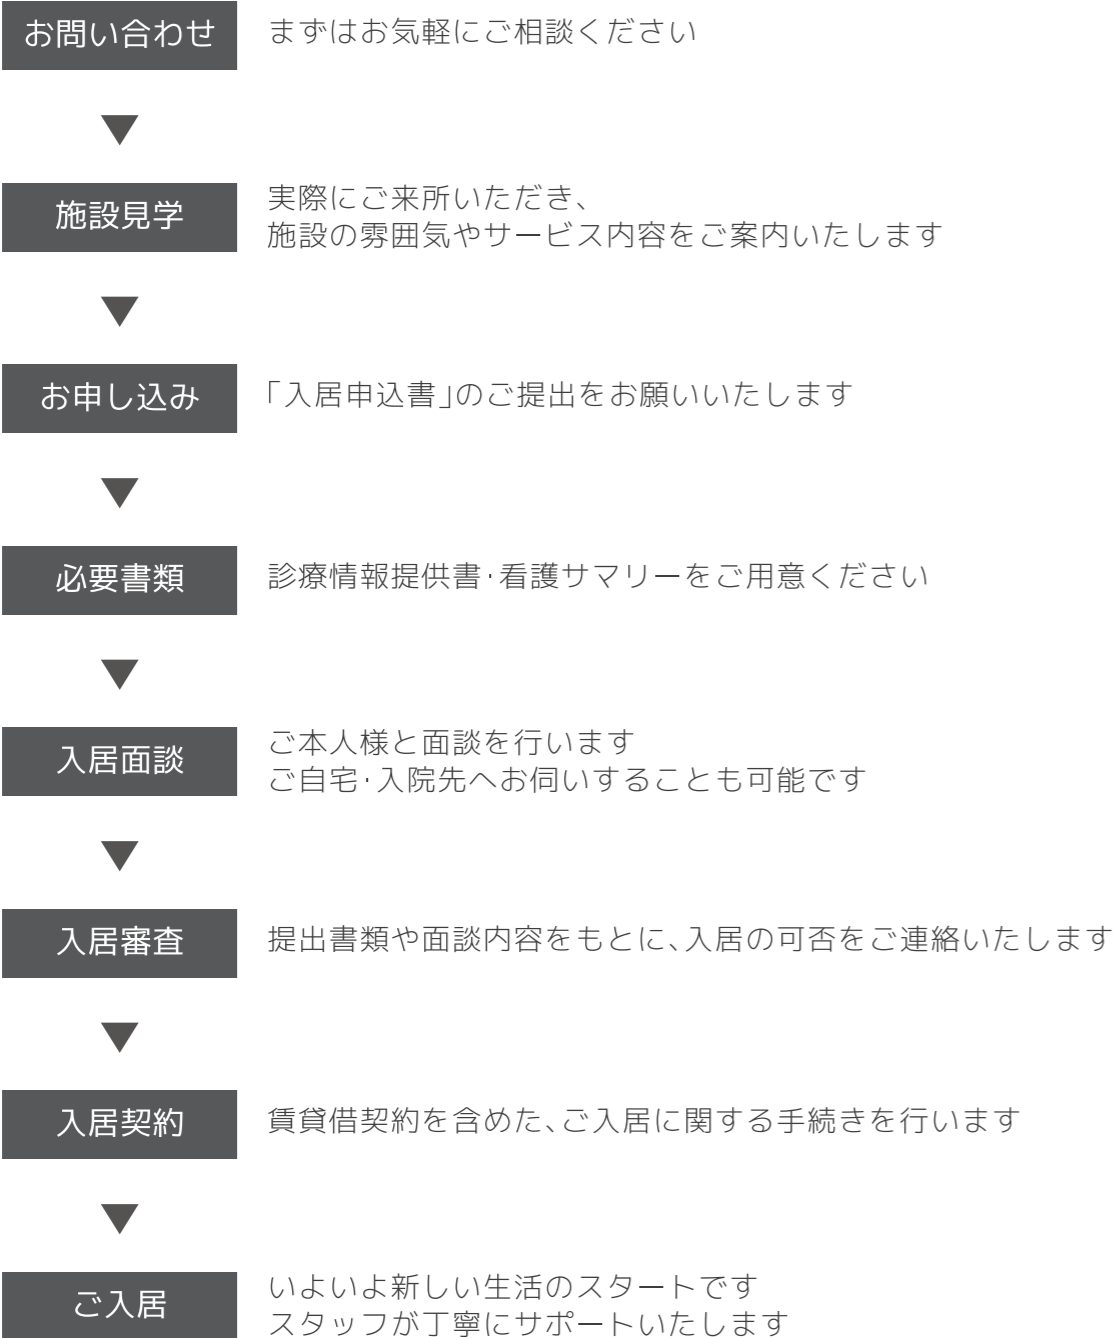 お問い合わせ
まずはお気軽にご相談ください
施設見学
実際にご来所いただき、
施設の雰囲気やサービス内容をご案内いたします
お申し込み
「入居申込書」のご提出をお願いいたします
必要書類
診療情報提供書・看護サマリーをご用意ください
入居面談
ご本人様と面談を行います
ご自宅・入院先へお伺いすることも可能です
入居審査
提出書類や面談内容をもとに、入居の可否をご連絡いたします
入居契約
賃貸借契約を含めた、ご入居に関する手続きを行います
ご入居
いよいよ新しい生活のスタートです
スタッフが丁寧にサポートいたします